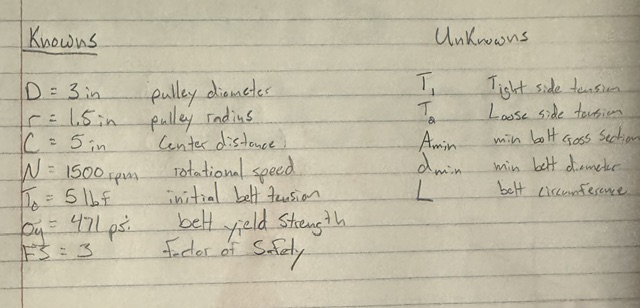 Knowns
UnKnowns
D = 3 in pulley diameter
r = 1.5 in pulley radius
C = 5 in Center distance
N = 1500 rpm rotational speed
T₀ = 5 lbf initial belt tension
σy = 471 psi belt yield strength
FS = 3 Factor of Safety
T₁ Tight side tension
T₂ Loose side tension
Amin min belt cross section
dmin min belt diameter
L belt circumference